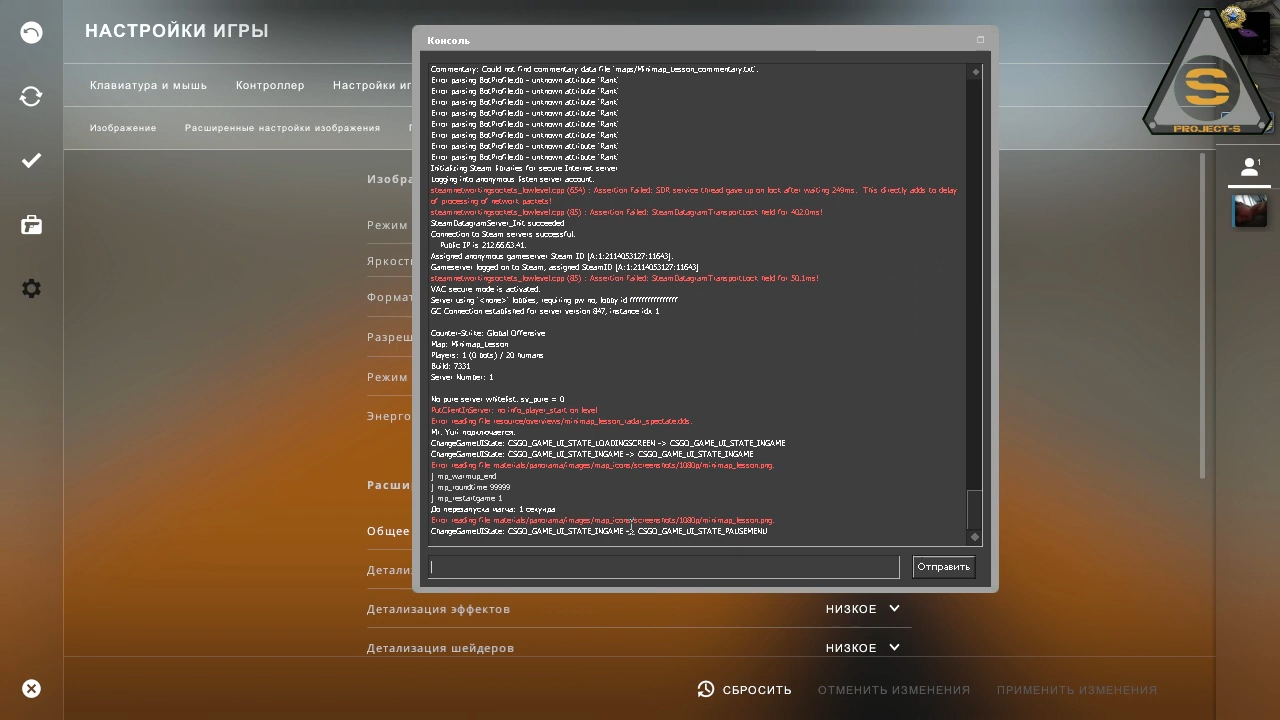 НАСТРОЙКИ ИГРЫ
Клавиатура и мышь
Контроллер
Настройки иг
Изображение
Расширенные настройки изображения
PROJECT-S
1
Консоль
Commentary: Could not find commentary data file 'maps/Minimap_Lesson_commentary.txt'.
Error parsing BotProfile.db - unknown attribute 'Rank'
Error parsing BotProfile.db - unknown attribute 'Rank'
Error parsing BotProfile.db - unknown attribute 'Rank'
Error parsing BotProfile.db - unknown attribute 'Rank'
Error parsing BotProfile.db - unknown attribute 'Rank'
Error parsing BotProfile.db - unknown attribute 'Rank'
Error parsing BotProfile.db - unknown attribute 'Rank'
Error parsing BotProfile.db - unknown attribute 'Rank'
Initializing Steam libraries for secure Internet server
Logging into anonymous listen server account.
steamnetworkingsockets_lowlevel.cpp (654) : Assertion Failed: SDR service thread gave up on lock after waiting 249ms.  This directly adds to delay
of processing of network packets!
steamnetworkingsockets_lowlevel.cpp (85) : Assertion Failed: SteamDatagramTransportLock held for 402.0ms!
SteamDatagramServer_Init succeeded
Connection to Steam servers successful.
Public IP is 212.66.63.41.
Assigned anonymous gameserver Steam ID [A:1:2114053127:11643].
Gameserver logged on to Steam, assigned SteamID [A:1:2114053127:11643]
steamnetworkingsockets_lowlevel.cpp (85) : Assertion Failed: SteamDatagramTransportLock held for 50.1ms!
VAC secure mode is activated.
Server using '<none>' lobbies, requiring pw no, lobby id ffffffffffffffff
GC Connection established for server version 847, instance idx 1
Counter-Strike: Global Offensive
Map: Minimap_Lesson
Players: 1 (0 bots) / 20 humans
Build: 7331
Server Number: 1
No pure server whitelist. sv_pure = 0
PutClientInServer: no info_player_start on level
Error reading file resource/overviews/minimap_lesson_radar_spectate.dds.
Mr. Yuri подключается.
ChangeGameUIState: CSGO_GAME_UI_STATE_LOADINGSCREEN -> CSGO_GAME_UI_STATE_INGAME
ChangeGameUIState: CSGO_GAME_UI_STATE_INGAME -> CSGO_GAME_UI_STATE_INGAME
Error reading file materials/panorama/images/map_icons/screenshots/1080p/minimap_lesson.png.
] mp_warmup_end
] mp_roundtime 99999
] mp_restartgame 1
До перезапуска матча: 1 секунда
Error reading file materials/panorama/images/map_icons/screenshots/1080p/minimap_lesson.png.
ChangeGameUIState: CSGO_GAME_UI_STATE_INGAME -> CSGO_GAME_UI_STATE_PAUSEMENU
Отправить
Изобра
Режим
Яркость
Формат
Разреш
Режим
Энерго
Расши
Общее
Детали
Детализация эффектов
НИЗКОЕ
Детализация шейдеров
НИЗКОЕ
СБРОСИТЬ
ОТМЕНИТЬ ИЗМЕНЕНИЯ
ПРИМЕНИТЬ ИЗМЕНЕНИЯ